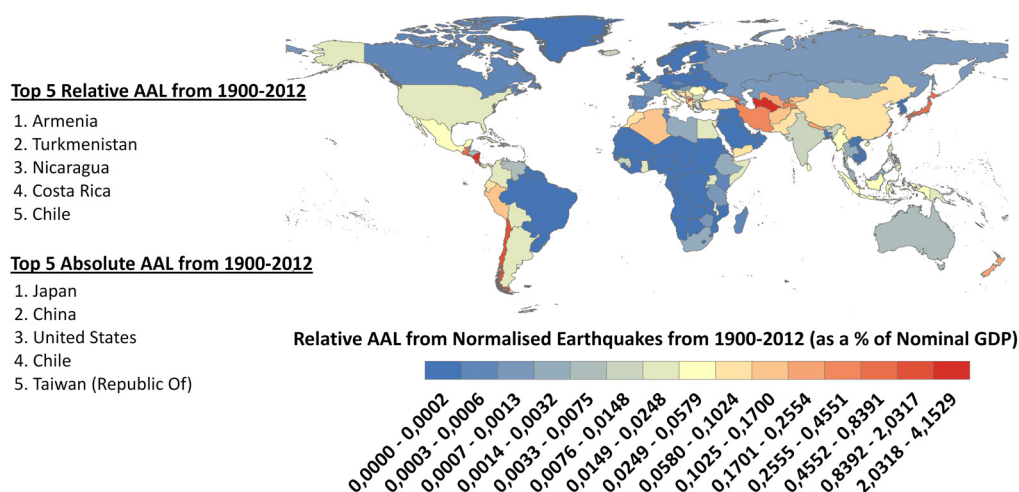 Top 5 Relative AAL from 1900-2012
1. Armenia
2. Turkmenistan
3. Nicaragua
4. Costa Rica
5. Chile
Top 5 Absolute AAL from 1900-2012
1. Japan
2. China
3. United States
4. Chile
5. Taiwan (Republic Of)
Relative AAL from Normalised Earthquakes from 1900-2012 (as a % of Nominal GDP)
0,0000 - 0,0002
0,0003 - 0,0006
0,0007 - 0,0013
0,0014 - 0,0032
0,0033 - 0,0075
0,0076 - 0,0148
0,0149 - 0,0248
0,0249 - 0,0579
0,0580 - 0,1024
0,1025 - 0,1700
0,1701 - 0,2554
0,2555 - 0,4551
0,4552 - 0,8391
0,8392 - 2,0317
2,0318 - 4,1529